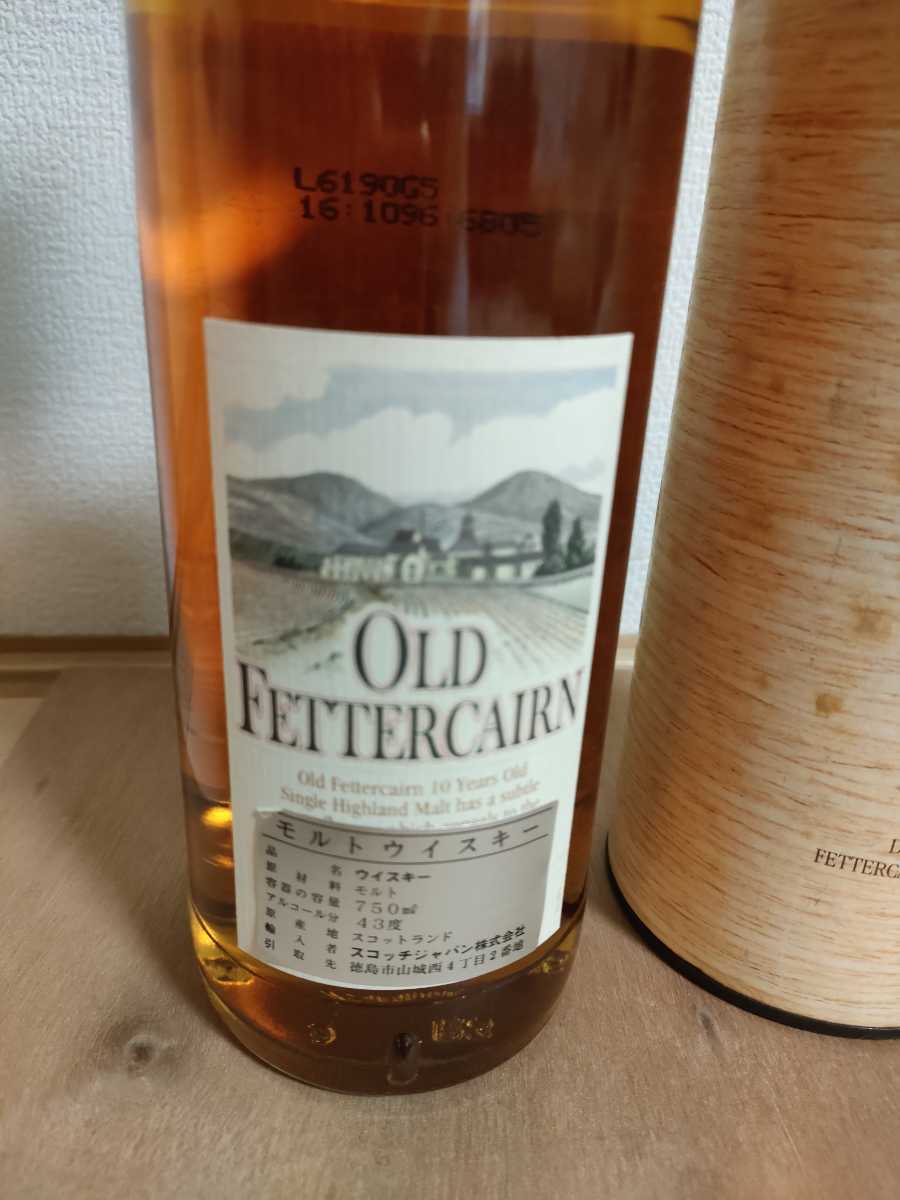 L6190G5
16:1096 6805
OLD
FETTERCAIRN
Old Fettercairn 10 Years Old
Single Highland Malt has a subtle
モルトウイスキー
品名 ウイスキー
原材料 モルト
容器の容量 750㎖
アルコール分 43度
原産地 スコットランド
輸入者 スコッチジャパン株式会社
引取先 徳島市山城西4丁目2番地
FETTERC